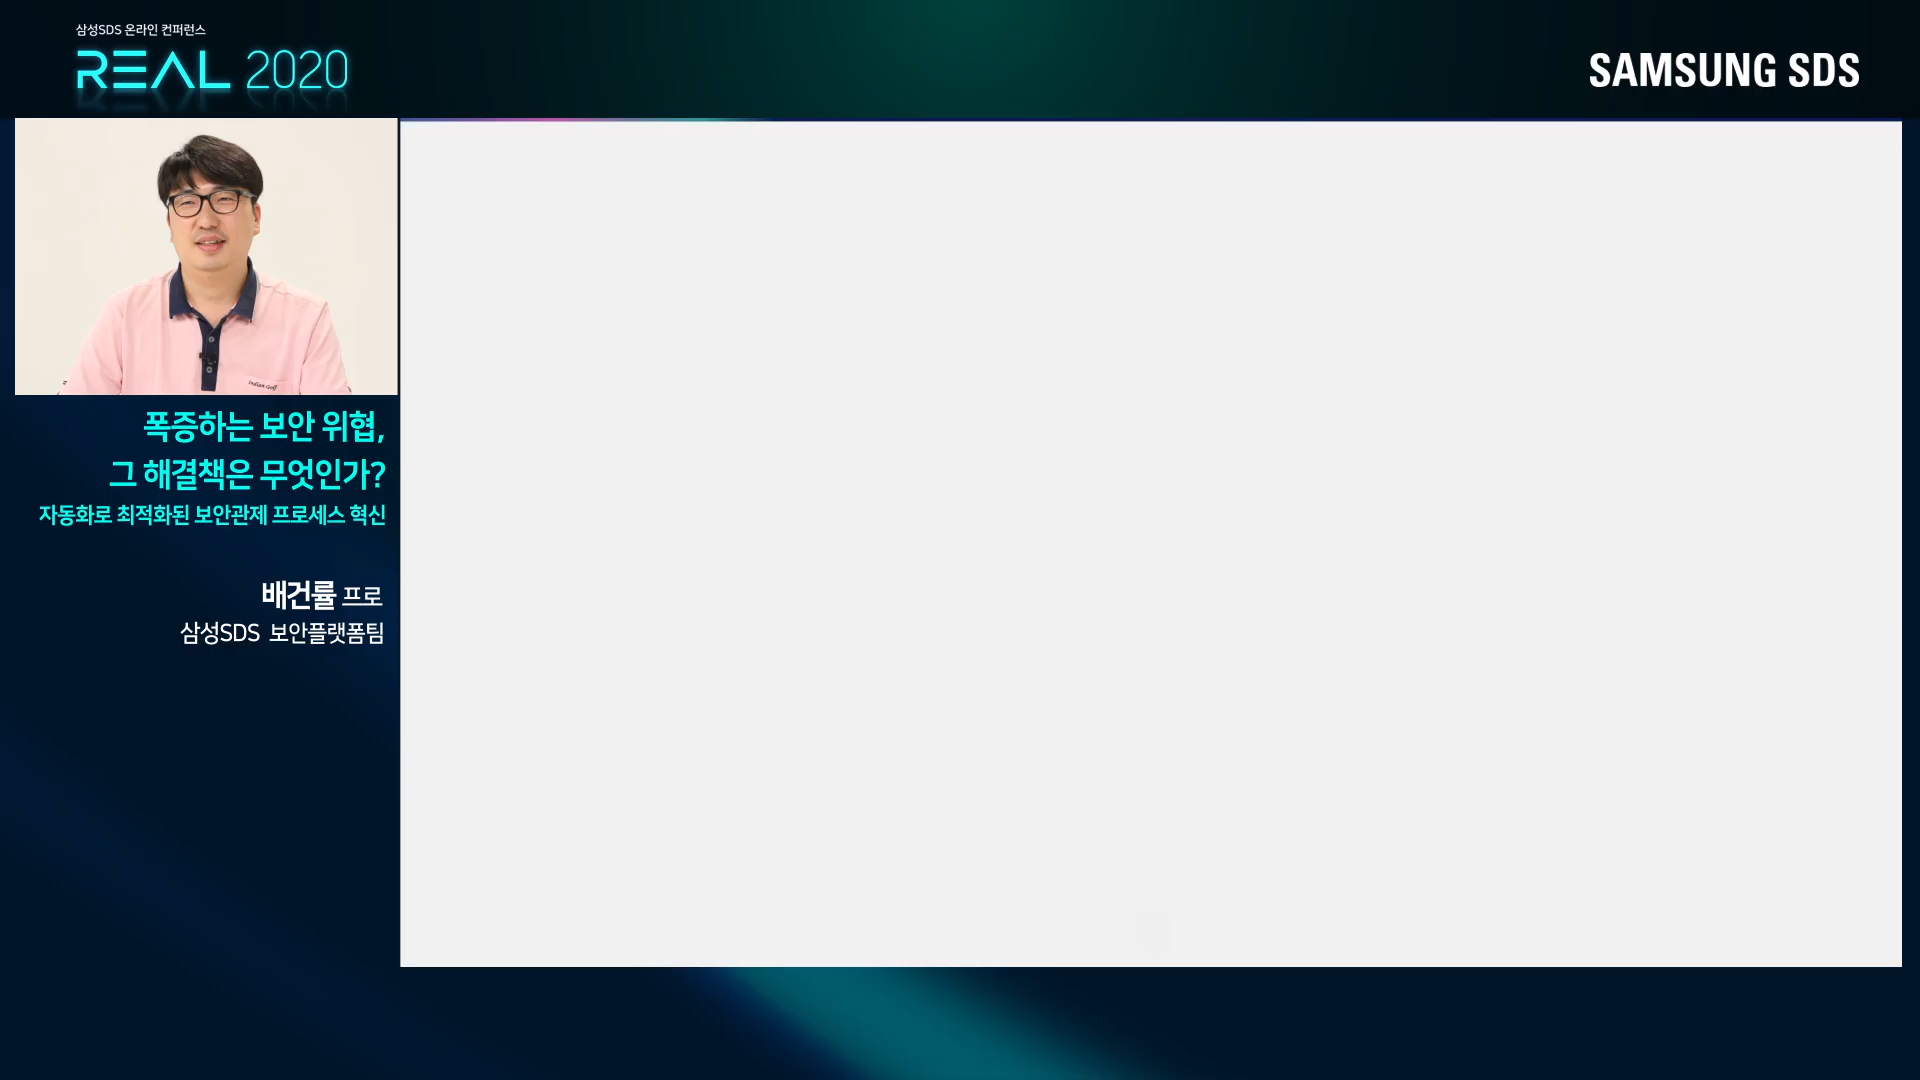 삼성SDS 온라인 컨퍼런스
REAL 2020
SAMSUNG SDS
Indian Golf
폭증하는 보안 위협,
그 해결책은 무엇인가?
자동화로 최적화된 보안관제 프로세스 혁신
배건률 프로
삼성SDS 보안플랫폼팀